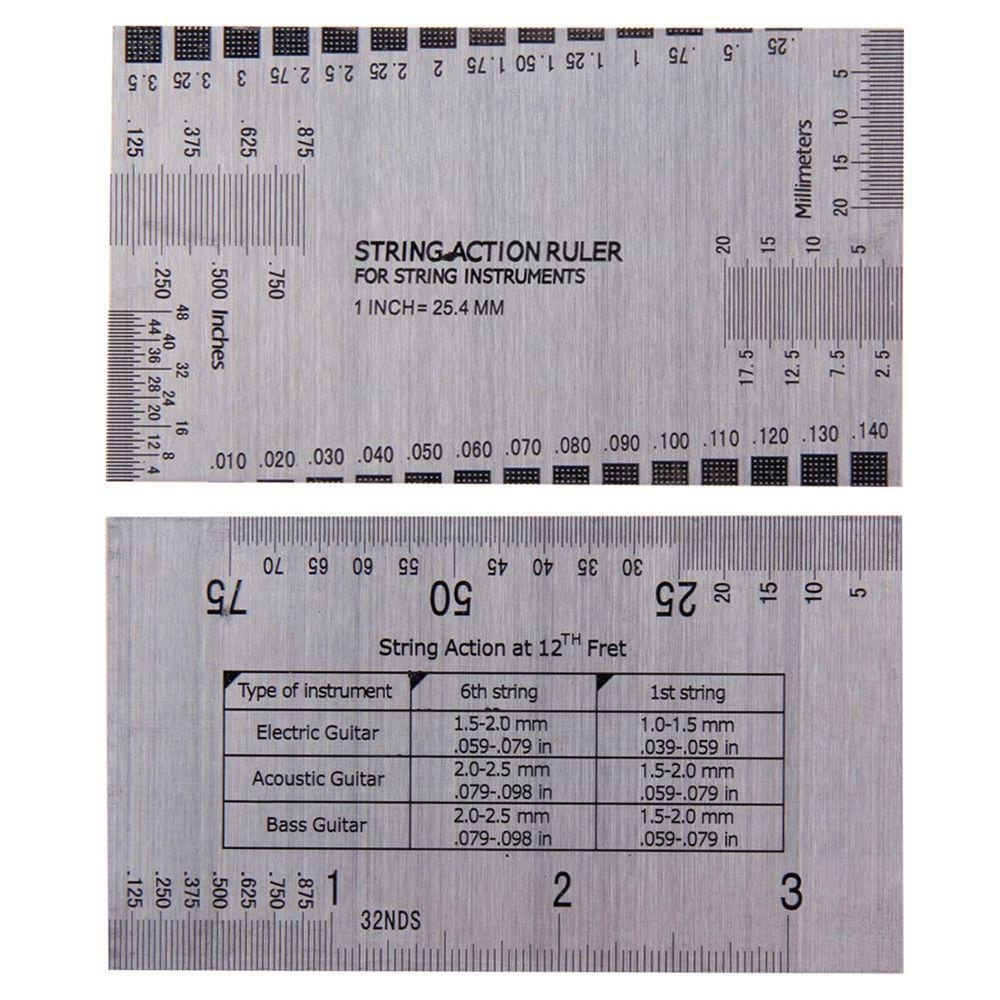 3.5 3.25 3 2.75 2.5 2.25 2 1.75 1.50 1.25 1 .75 .5 .25
.125 .375 .625 .875
.250 .500 .750
Inches
48 44 40 36 32 28 24 20 16 12 8 4
5 10 15 20
Millimeters
20 15 10 5
17.5 12.5 7.5 2.5
STRING ACTION RULER
FOR STRING INSTRUMENTS
1 INCH= 25.4 MM
.010 .020 .030 .040 .050 .060 .070 .080 .090 .100 .110 .120 .130 .140
75 70 65 60 55 50 45 40 35 30 25 20 15 10 5
String Action at 12TH Fret
Type of instrument 6th string 1st string
Electric Guitar 1.5-2.0 mm 1.0-1.5 mm
.059-.079 in .039-.059 in
Acoustic Guitar 2.0-2.5 mm 1.5-2.0 mm
.079-.098 in .059-.079 in
Bass Guitar 2.0-2.5 mm 1.5-2.0 mm
.079-.098 in .059-.079 in
.125 .250 .375 .500 .625 .750 .875 1 2 3
32NDS